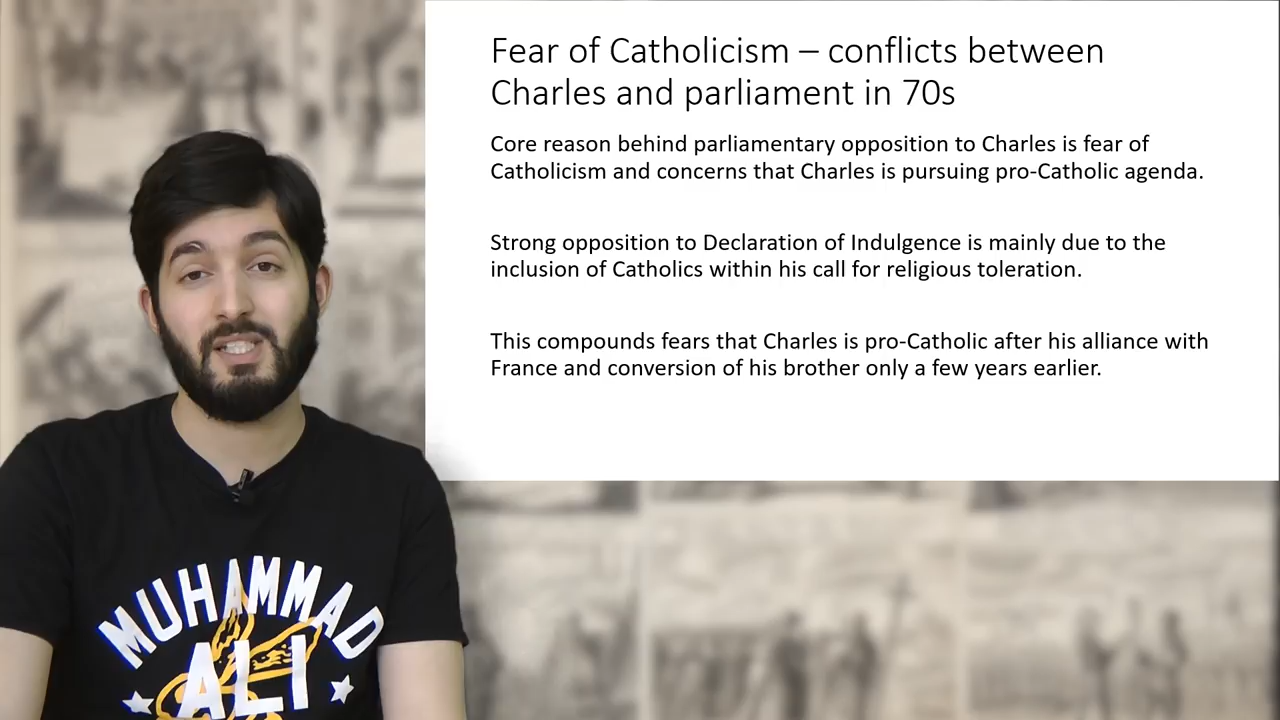 Fear of Catholicism – conflicts between
Charles and parliament in 70s
Core reason behind parliamentary opposition to Charles is fear of
Catholicism and concerns that Charles is pursuing pro-Catholic agenda.
Strong opposition to Declaration of Indulgence is mainly due to the
inclusion of Catholics within his call for religious toleration.
This compounds fears that Charles is pro-Catholic after his alliance with
France and conversion of his brother only a few years earlier.
MUHAMMAD
ALI